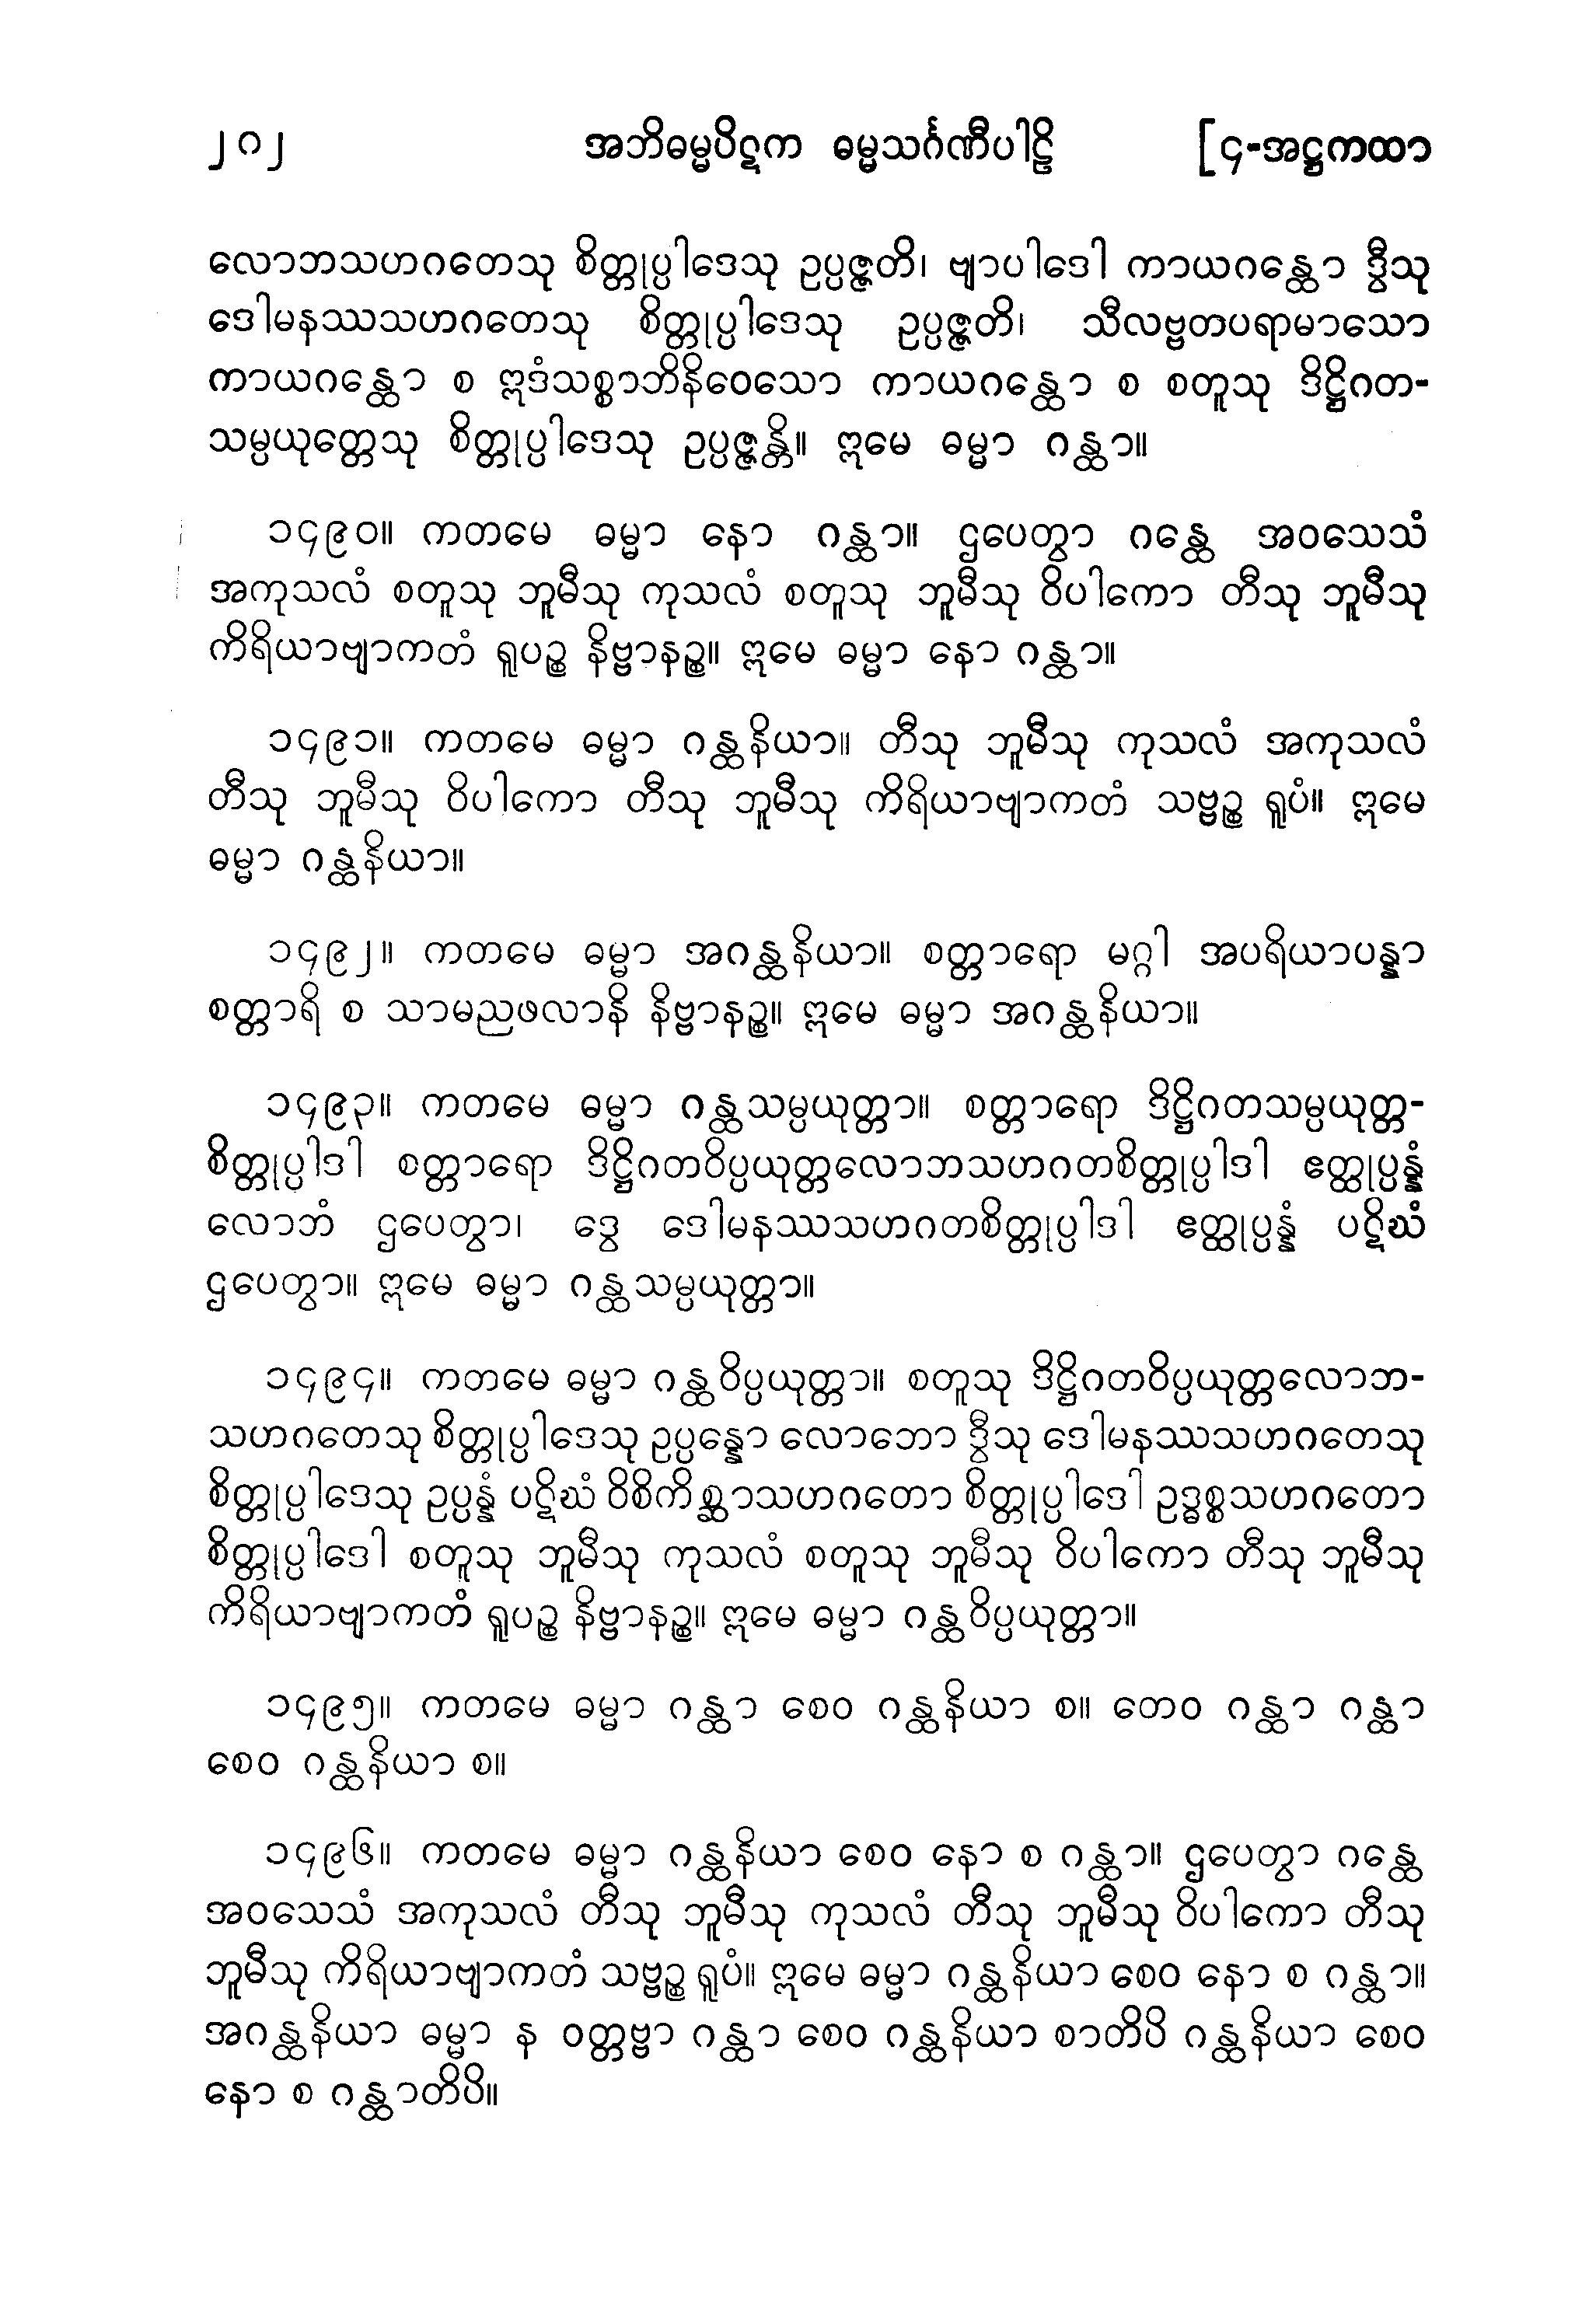 ၂၀၂ အဘိဓမ္မပိဋက ဓမ္မသင်္ဂဏီပါဠိ [၄-အဋ္ဌကထာ
လောဘသဟဂတေသု စိတ္တုပ္ပါဒေသု ဥပ္ပဇ္ဇတိ၊ ဗျာပါဒေါ ကာယဂန္ထော ဒွီသု
ဒေါမနဿသဟဂတေသု စိတ္တုပ္ပါဒေသု ဥပ္ပဇ္ဇတိ၊ သီလဗ္ဗတပရာမာသော
ကာယဂန္ထော စ ဣဒံသစ္စာဘိနိဝေသော ကာယဂန္ထော စ စတူသု ဒိဋ္ဌိဂတ-
သမ္ပယုတ္တေသု စိတ္တုပ္ပါဒေသု ဥပ္ပဇ္ဇန္တိ။ ဣမေ ဓမ္မာ ဂန္ထာ။
၁၄၉၀။ ကတမေ ဓမ္မာ နော ဂန္ထာ။ ဌပေတွာ ဂန္ထေ အဝသေသံ
အကုသလံ စတူသု ဘူမီသု ကုသလံ စတူသု ဘူမီသု ဝိပါကော တီသု ဘူမီသု
ကိရိယာဗျာကတံ ရူပဉ္စ နိဗ္ဗာနဉ္စ။ ဣမေ ဓမ္မာ နော ဂန္ထာ။
၁၄၉၁။ ကတမေ ဓမ္မာ ဂန္ထနိယာ။ တီသု ဘူမီသု ကုသလံ အကုသလံ
တီသု ဘူမီသု ဝိပါကော တီသု ဘူမီသု ကိရိယာဗျာကတံ သဗ္ဗဉ္စ ရူပံ။ ဣမေ
ဓမ္မာ ဂန္ထနိယာ။
၁၄၉၂။ ကတမေ ဓမ္မာ အဂန္ထနိယာ။ စတ္တာရော မဂ္ဂါ အပရိယာပန္နာ
စတ္တာရိ စ သာမညဖလာနိ နိဗ္ဗာနဉ္စ။ ဣမေ ဓမ္မာ အဂန္ထနိယာ။
၁၄၉၃။ ကတမေ ဓမ္မာ ဂန္ထသမ္ပယုတ္တာ။ စတ္တာရော ဒိဋ္ဌိဂတသမ္ပယုတ္တ-
စိတ္တုပ္ပါဒါ စတ္တာရော ဒိဋ္ဌိဂတဝိပ္ပယုတ္တလောဘသဟဂတစိတ္တုပ္ပါဒါ ဧတ္ထုပ္ပန္နံ
လောဘံ ဌပေတွာ၊ ဒွေ ဒေါမနဿသဟဂတစိတ္တုပ္ပါဒါ ဧတ္ထုပ္ပန္နံ ပဋိဃံ
ဌပေတွာ။ ဣမေ ဓမ္မာ ဂန္ထသမ္ပယုတ္တာ။
၁၄၉၄။ ကတမေ ဓမ္မာ ဂန္ထဝိပ္ပယုတ္တာ။ စတူသု ဒိဋ္ဌိဂတဝိပ္ပယုတ္တလောဘ-
သဟဂတေသု စိတ္တုပ္ပါဒေသု ဥပ္ပန္နော လောဘော ဒွီသု ဒေါမနဿသဟဂတေသု
စိတ္တုပ္ပါဒေသု ဥပ္ပန္နံ ပဋိဃံ ဝိစိကိစ္ဆာသဟဂတော စိတ္တုပ္ပါဒေါ ဥဒ္ဓစ္စသဟဂတော
စိတ္တုပ္ပါဒေါ စတူသု ဘူမီသု ကုသလံ စတူသု ဘူမီသု ဝိပါကော တီသု ဘူမီသု
ကိရိယာဗျာကတံ ရူပဉ္စ နိဗ္ဗာနဉ္စ။ ဣမေ ဓမ္မာ ဂန္ထဝိပ္ပယုတ္တာ။
၁၄၉၅။ ကတမေ ဓမ္မာ ဂန္ထာ စေဝ ဂန္ထနိယာ စ။ တေဝ ဂန္ထာ ဂန္ထာ
စေဝ ဂန္ထနိယာ စ။
၁၄၉၆။ ကတမေ ဓမ္မာ ဂန္ထနိယာ စေဝ နော စ ဂန္ထာ။ ဌပေတွာ ဂန္ထေ
အဝသေသံ အကုသလံ တီသု ဘူမီသု ကုသလံ တီသု ဘူမီသု ဝိပါကော တီသု
ဘူမီသု ကိရိယာဗျာကတံ သဗ္ဗဉ္စ ရူပံ။ ဣမေ ဓမ္မာ ဂန္ထနိယာ စေဝ နော စ ဂန္ထာ။
အဂန္ထနိယာ ဓမ္မာ န ဝတ္တဗ္ဗာ ဂန္ထာ စေဝ ဂန္ထနိယာ စာတိပိ ဂန္ထနိယာ စေဝ
နော စ ဂန္ထာတိပိ။